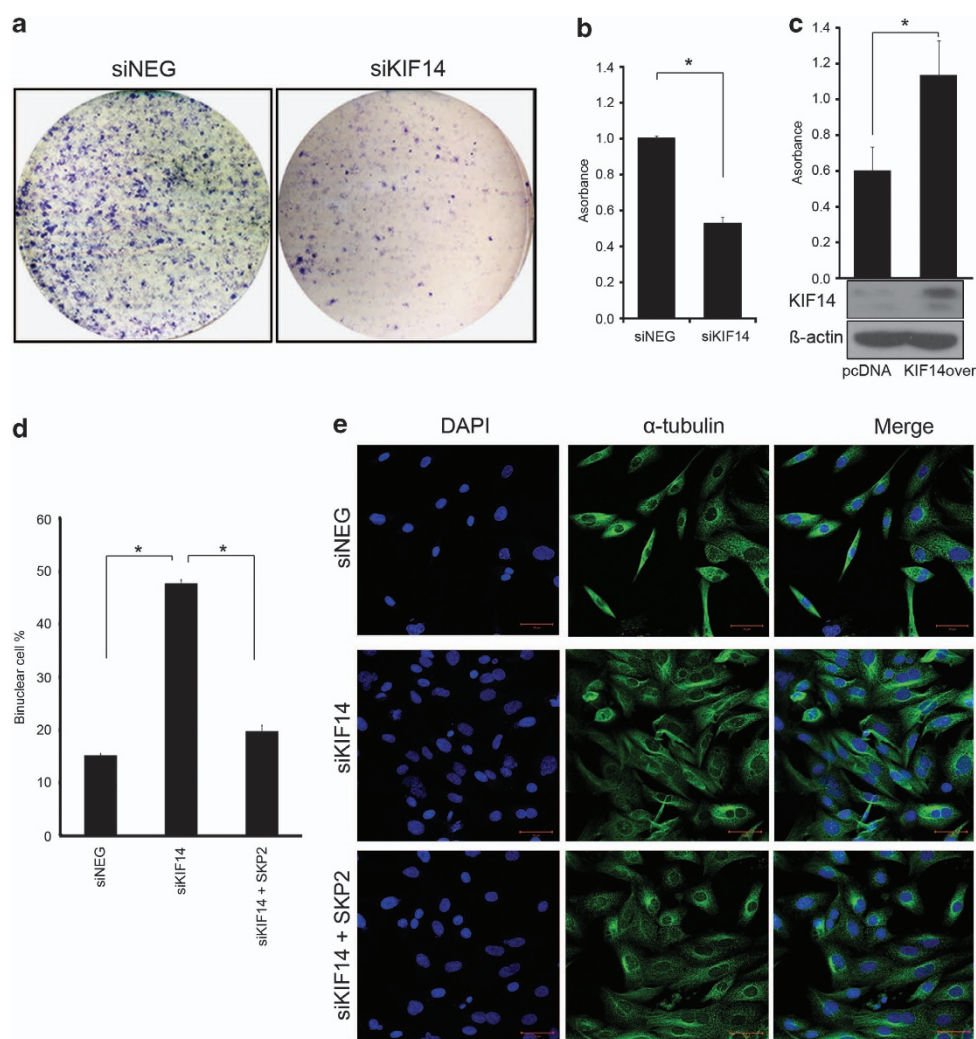 a
siNEG
siKIF14
b
Asorbance
1.4
1.2
1.0
0.8
0.6
0.4
0.2
0.0
*
siNEG
siKIF14
c
Asorbance
1.4
1.2
1.0
0.8
0.6
0.4
0.2
0.0
*
KIF14
ß-actin
pcDNA KIF14over
d
Binuclear cell %
60
50
40
30
20
10
0
* *
siNEG
siKIF14
siKIF14 + SKP2
e
DAPI
α-tubulin
Merge
siNEG
siKIF14
siKIF14 + SKP2